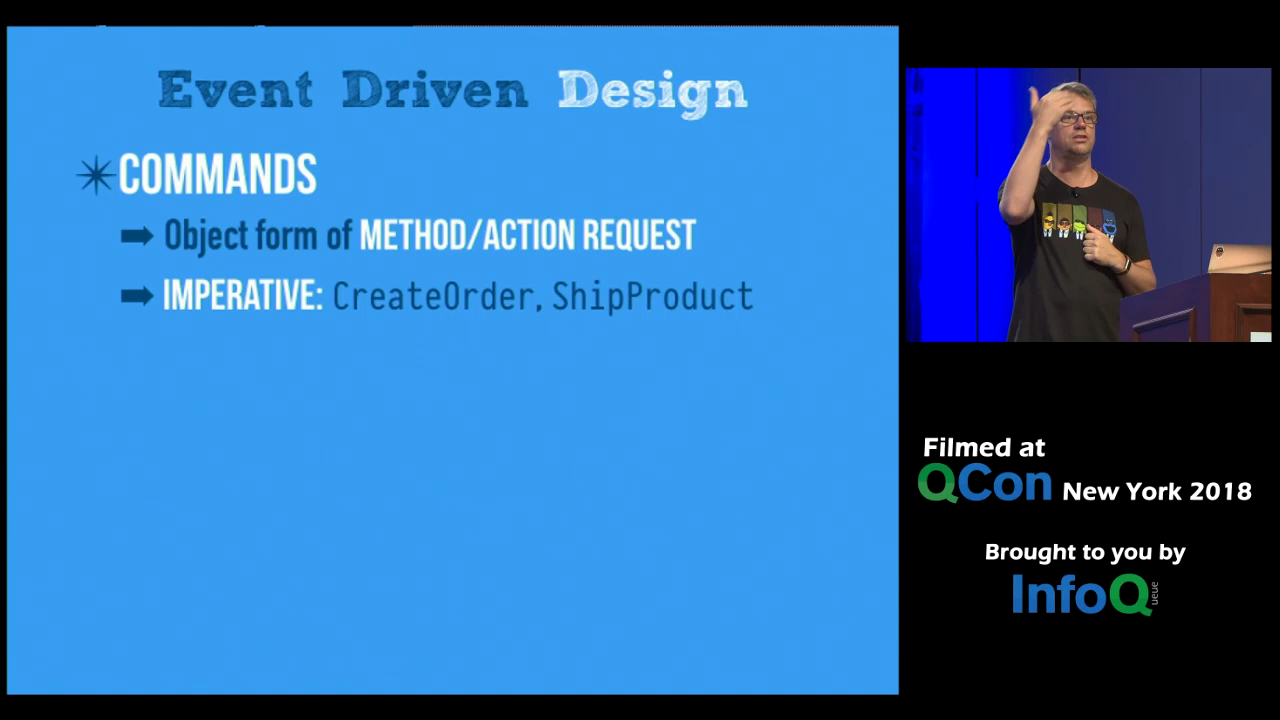 Event Driven Design
COMMANDS
Object form of METHOD/ACTION REQUEST
IMPERATIVE: CreateOrder, ShipProduct
Filmed at
QCon New York 2018
Brought to you by
InfoQ
ueue